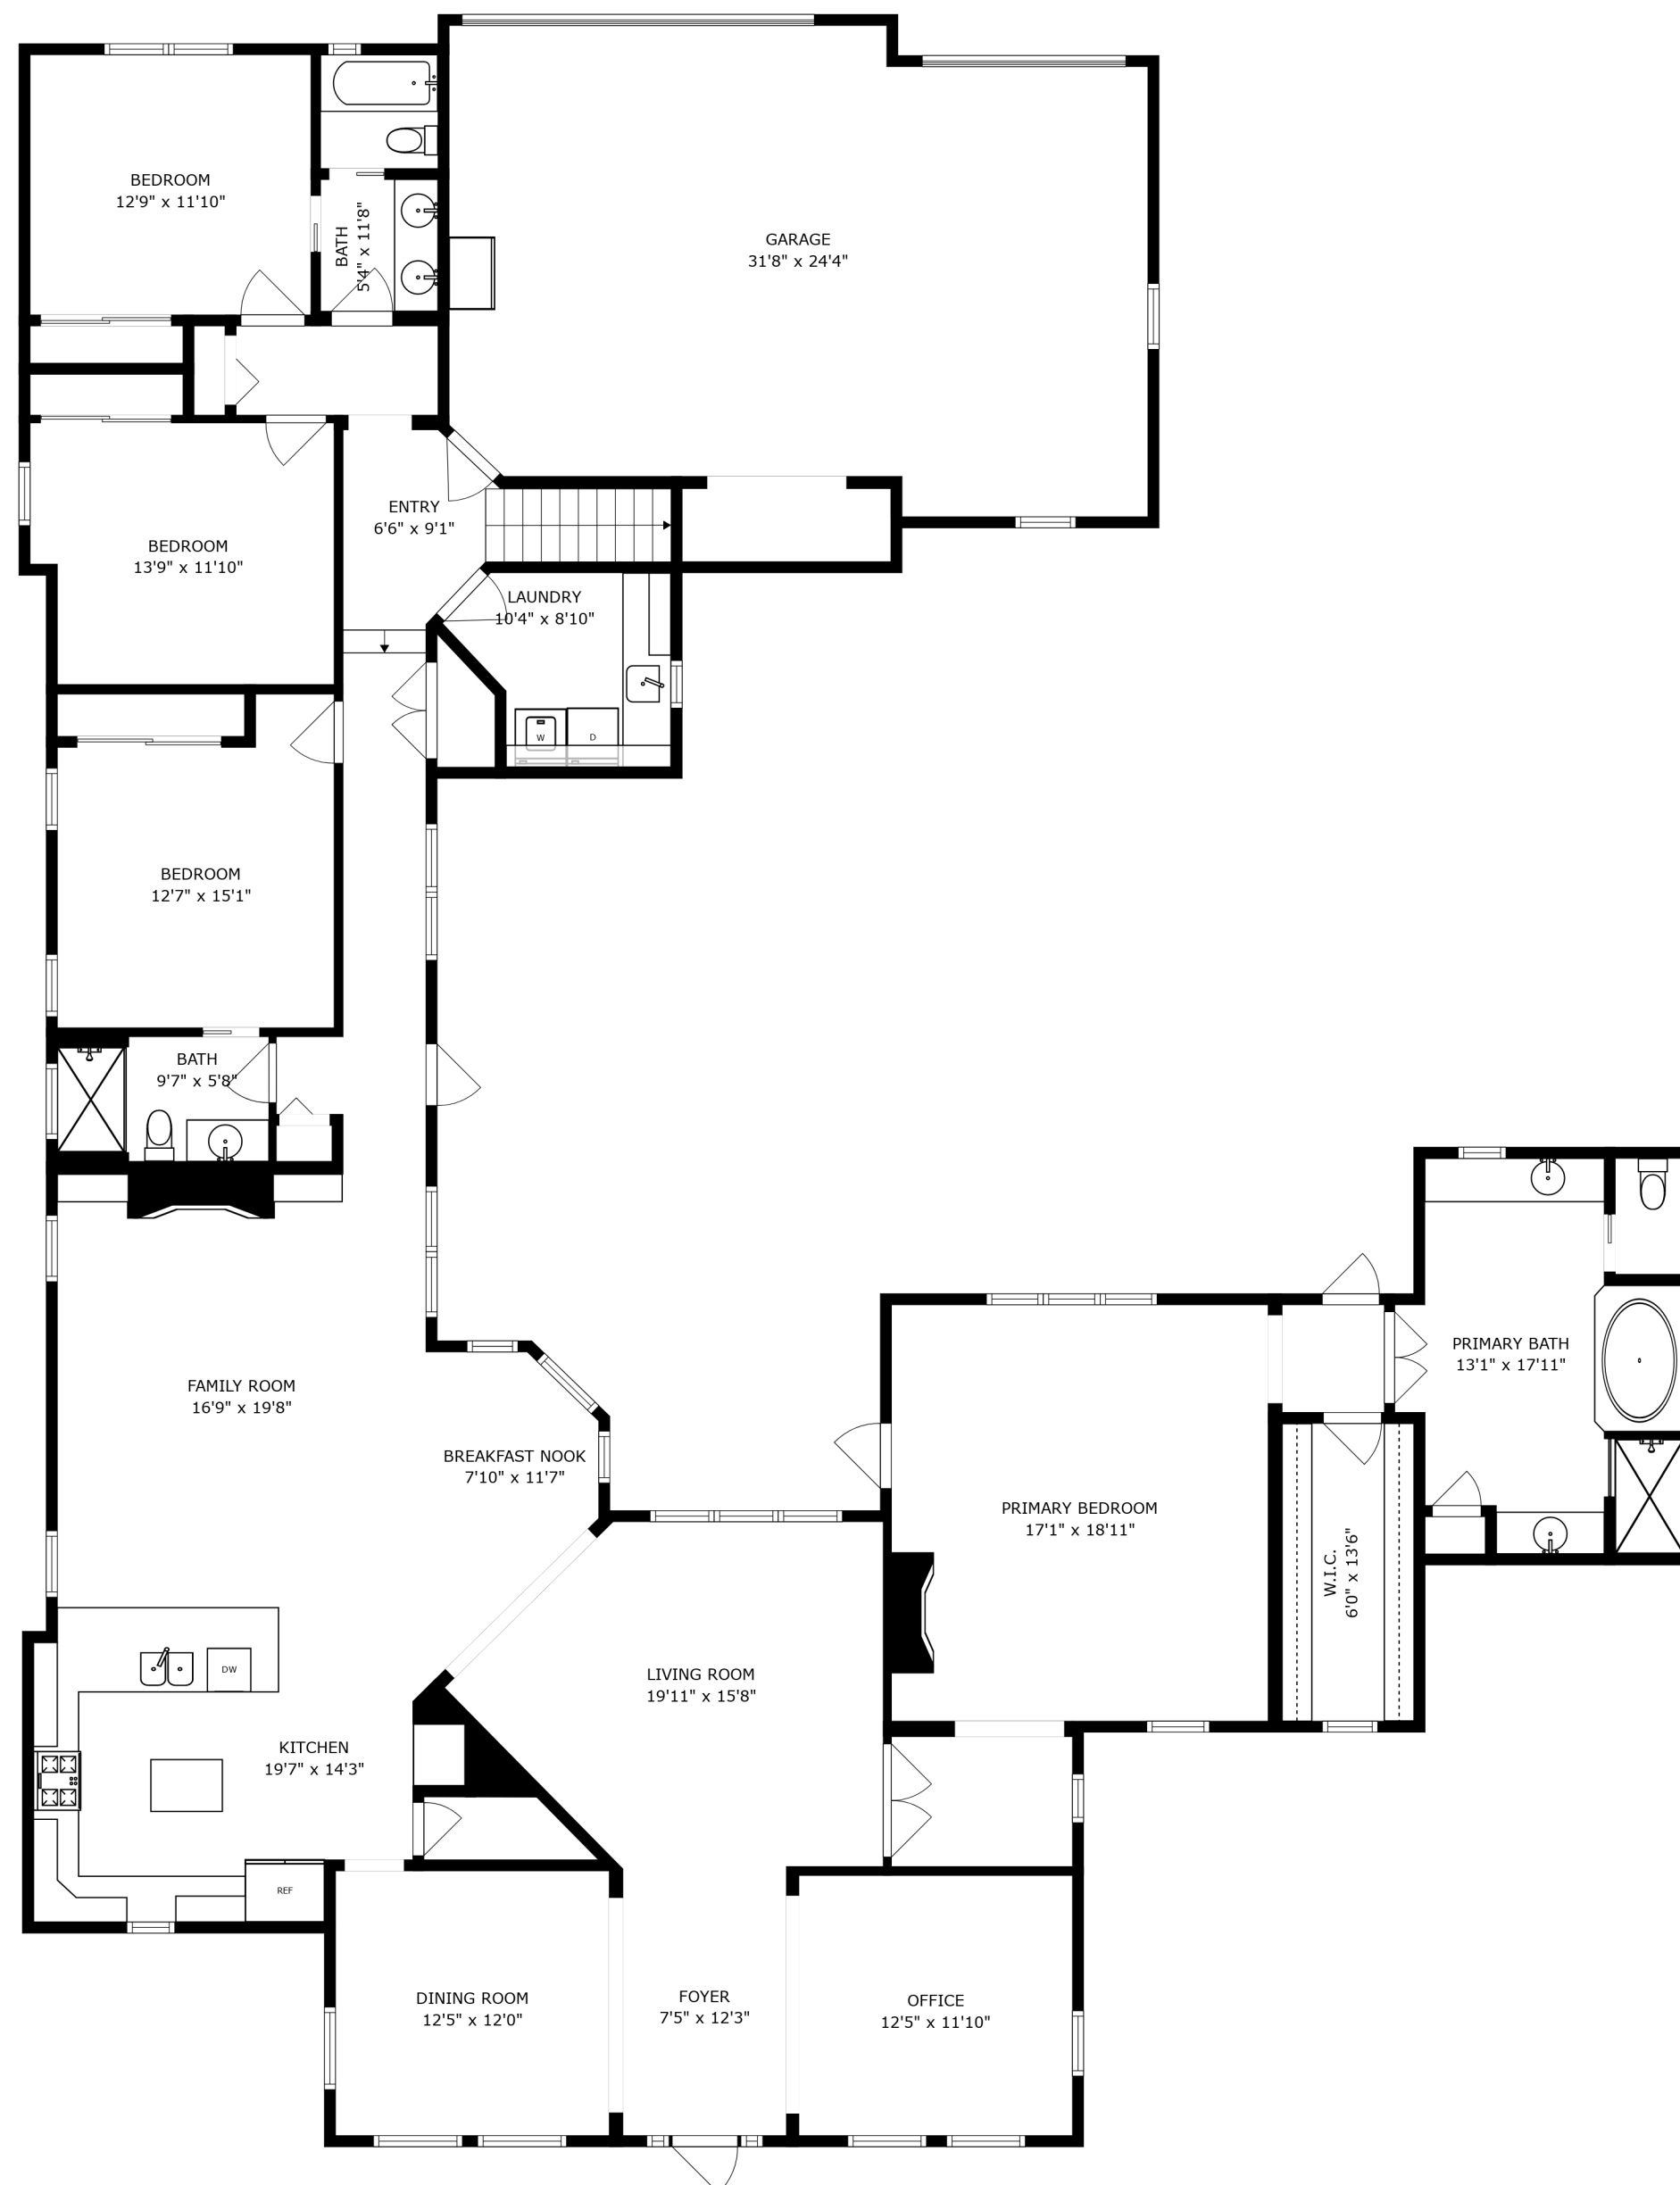 BEDROOM
12'9" x 11'10"
BATH
5'4" x 11'8"
GARAGE
31'8" x 24'4"
ENTRY
6'6" x 9'1"
BEDROOM
13'9" x 11'10"
LAUNDRY
10'4" x 8'10"
W
D
BEDROOM
12'7" x 15'1"
BATH
9'7" x 5'8"
PRIMARY BATH
13'1" x 17'11"
FAMILY ROOM
16'9" x 19'8"
BREAKFAST NOOK
7'10" x 11'7"
PRIMARY BEDROOM
17'1" x 18'11"
W.I.C.
6'0" x 13'6"
DW
LIVING ROOM
19'11" x 15'8"
KITCHEN
19'7" x 14'3"
REF
DINING ROOM
12'5" x 12'0"
FOYER
7'5" x 12'3"
OFFICE
12'5" x 11'10"